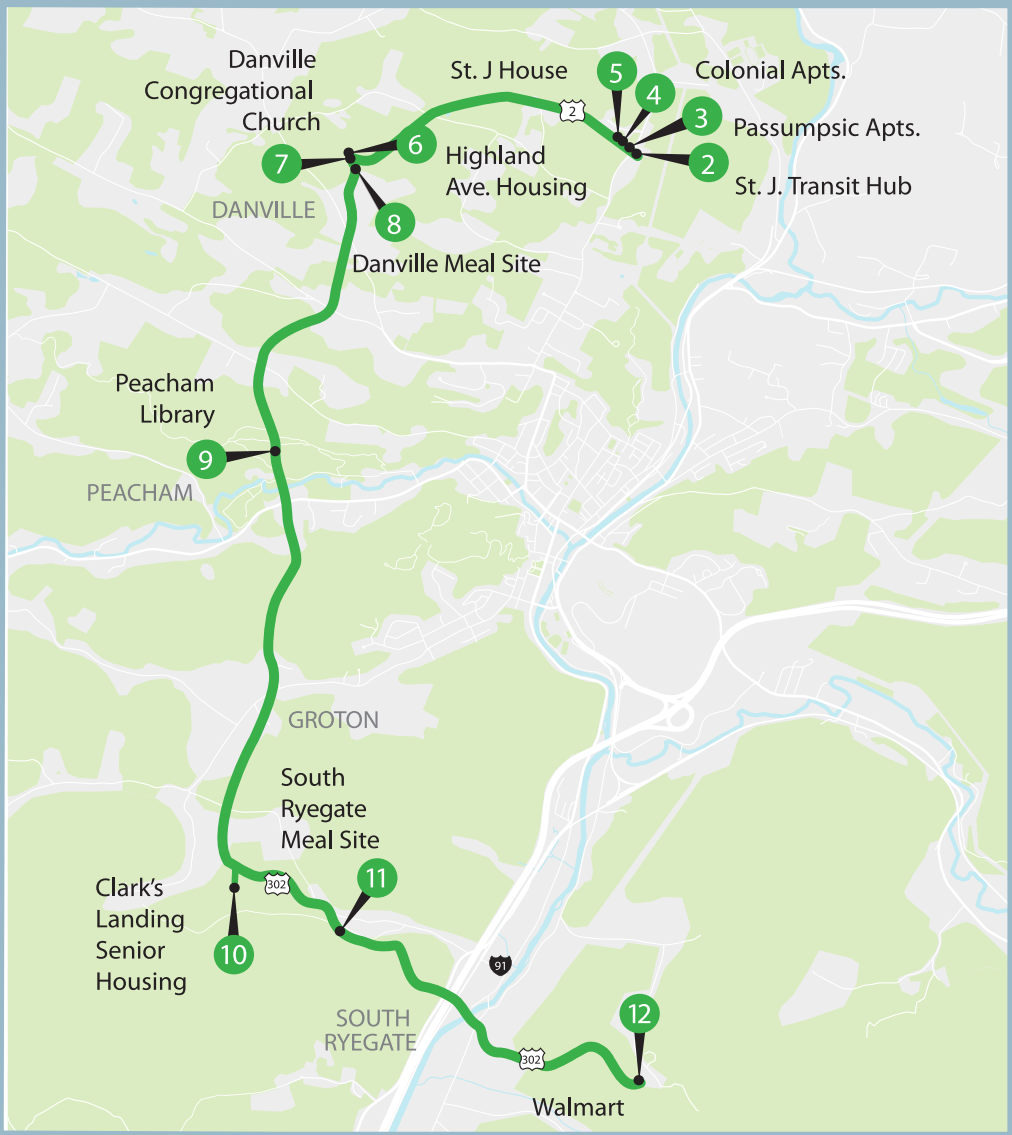 Danville
Congregational
Church
St. J House
5
4
Colonial Apts.
3
Passumpsic Apts.
2
2
St. J. Transit Hub
6
7
Highland
Ave. Housing
DANVILLE
8
Danville Meal Site
Peacham
Library
9
PEACHAM
GROTON
South
Ryegate
Meal Site
11
302
Clark's
Landing
Senior
Housing
10
91
SOUTH
RYEGATE
12
302
Walmart